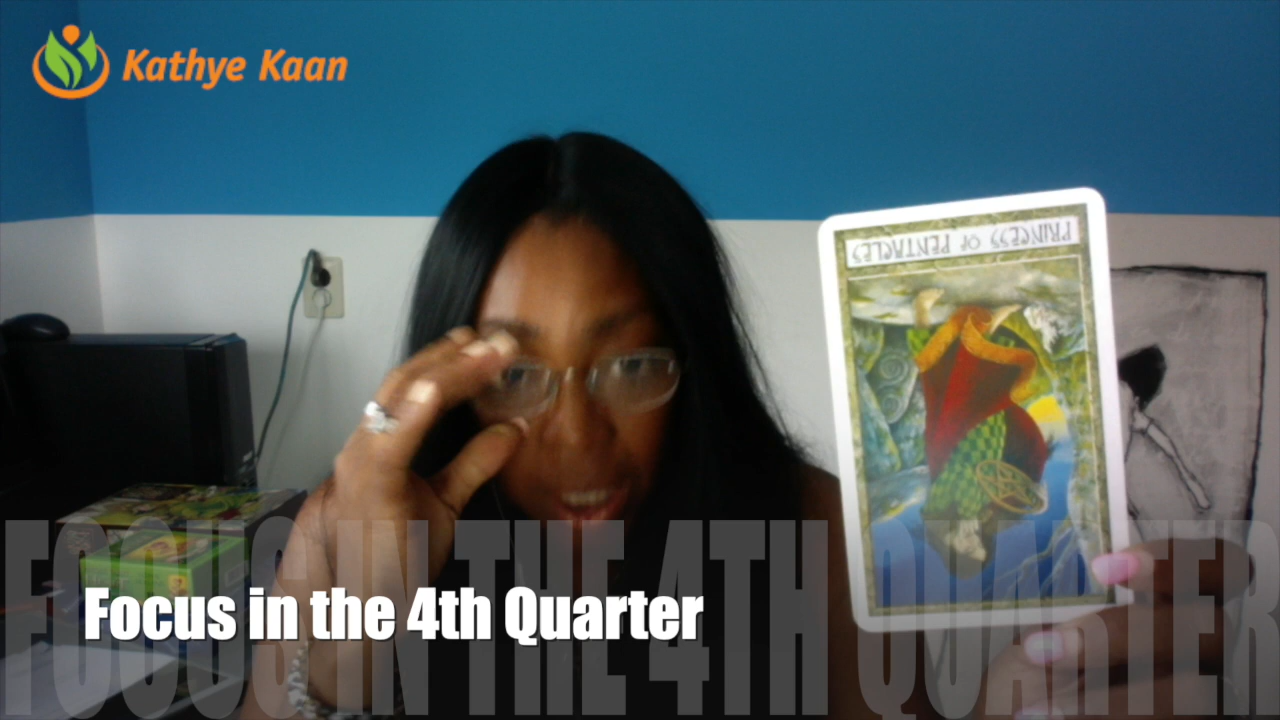 Kathye Kaan
PRINCESS OF PENTACLES
FOCUS IN THE 4TH QUARTER
Focus in the 4th Quarter